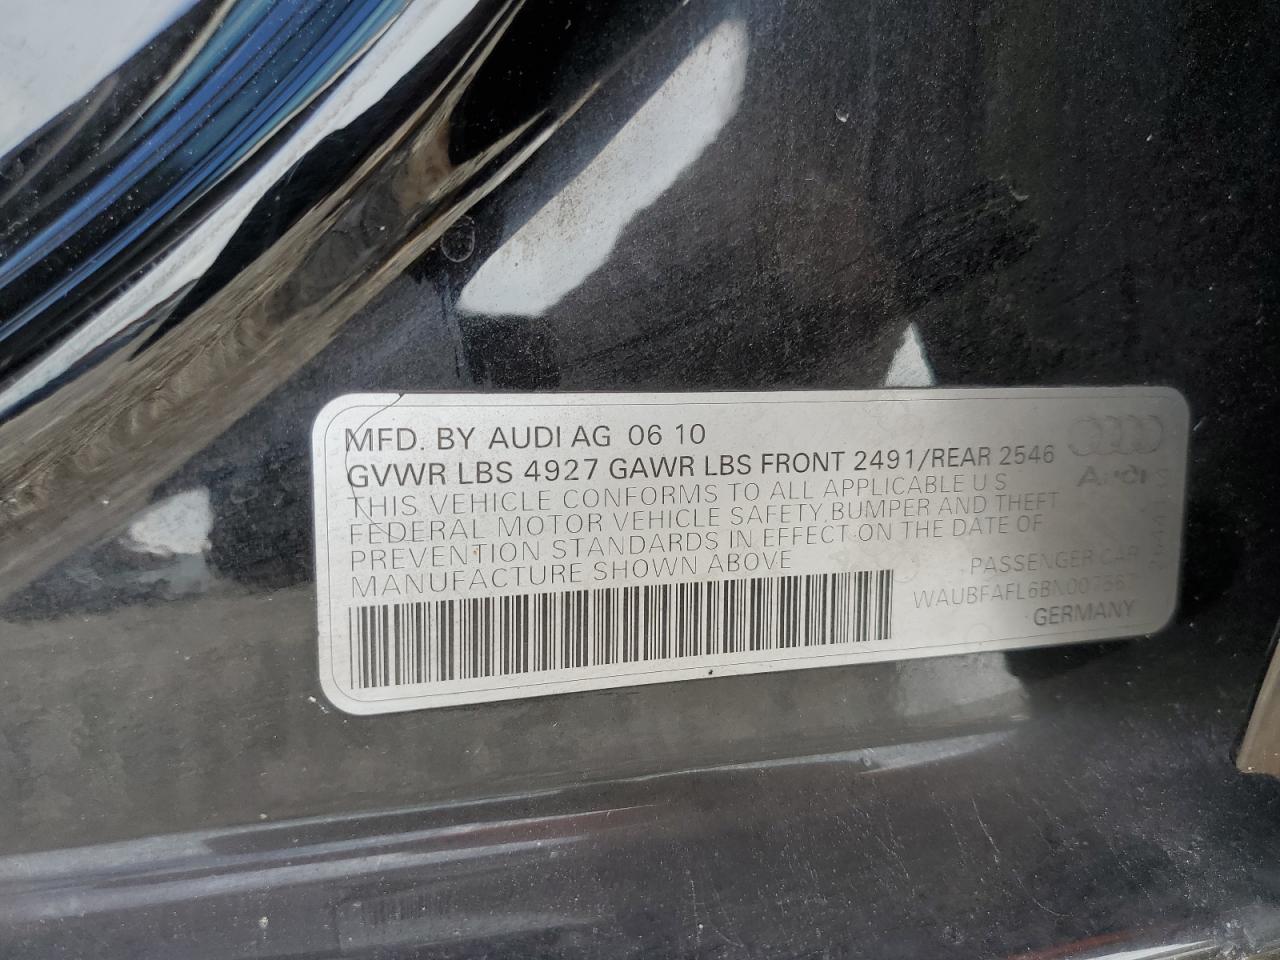 MFD. BY AUDI AG 06 10
GVWR LBS 4927 GAWR LBS FRONT 2491/REAR 2546
THIS VEHICLE CONFORMS TO ALL APPLICABLE U S
FEDERAL MOTOR VEHICLE SAFETY, BUMPER AND THEFT
PREVENTION STANDARDS IN EFFECT ON THE DATE OF
MANUFACTURE SHOWN ABOVE
Audi
PASSENGER CAR
GERMANY